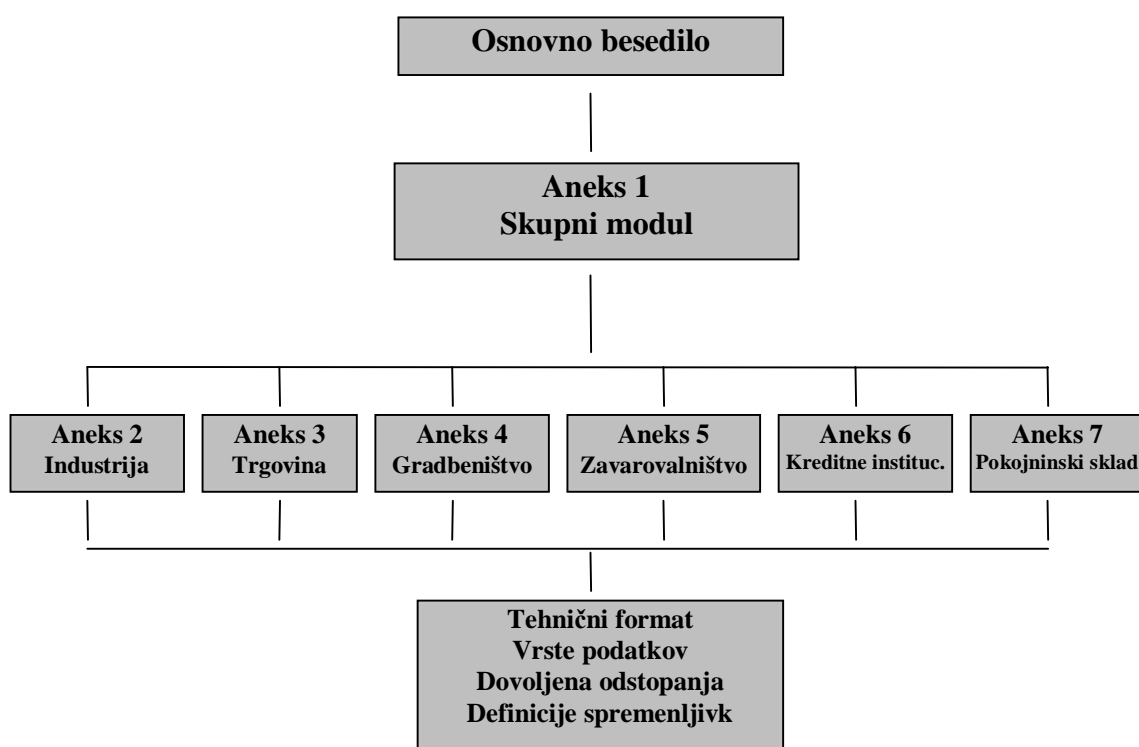 Osnovno besedilo
Aneks 1
Skupni modul
Aneks 2
Industrija
Aneks 3
Trgovina
Aneks 4
Gradbeništvo
Aneks 5
Zavarovalništvo
Aneks 6
Kreditne instituc.
Aneks 7
Pokojninski sklad
Tehnični format
Vrste podatkov
Dovoljena odstopanja
Definicije spremenljivk